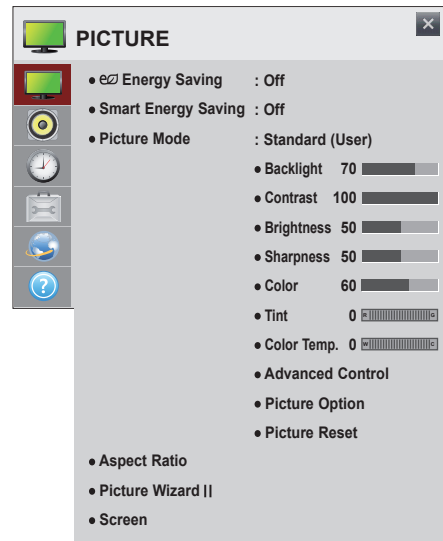 PICTURE
● e Energy Saving : Off
● Smart Energy Saving : Off
● Picture Mode : Standard (User)
● Backlight 70
● Contrast 100
● Brightness 50
● Sharpness 50
● Color 60
● Tint 0 R G
● Color Temp. 0 W C
● Advanced Control
● Picture Option
● Picture Reset
● Aspect Ratio
● Picture Wizard II
● Screen
?